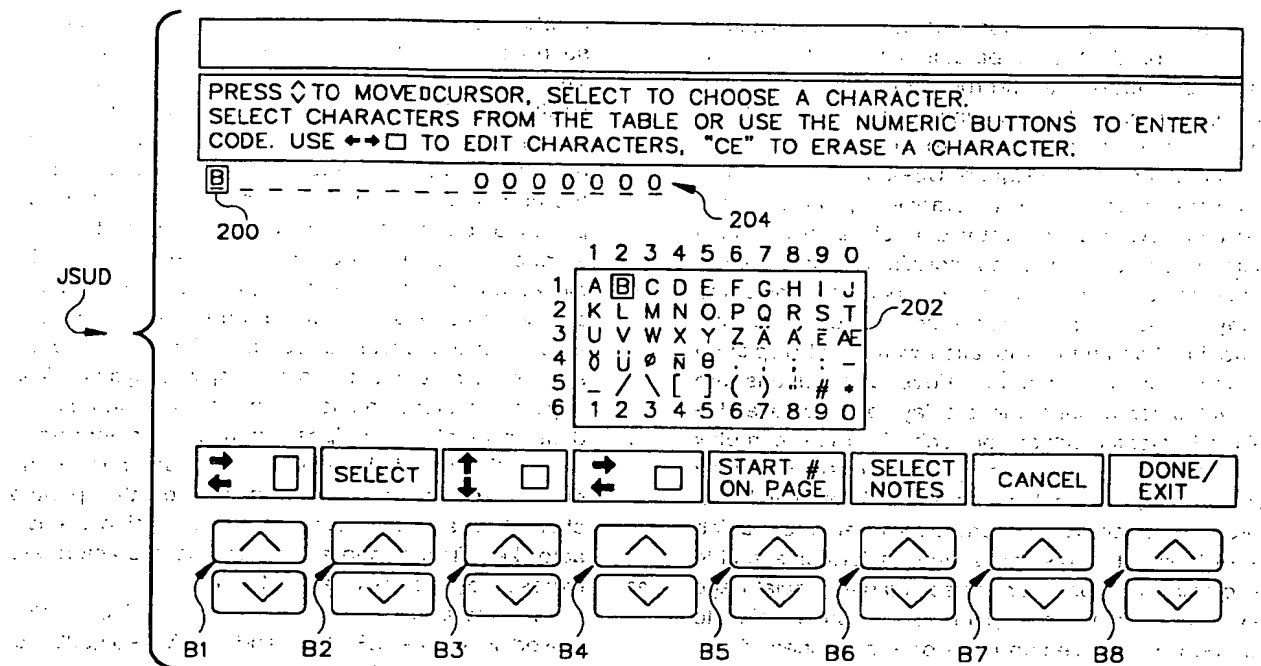 PRESS ◇ TO MOVE□CURSOR, SELECT TO CHOOSE A CHARACTER.
SELECT CHARACTERS FROM THE TABLE OR USE THE NUMERIC BUTTONS TO ENTER
CODE. USE ←→□ TO EDIT CHARACTERS, "CE" TO ERASE A CHARACTER.
B _ _ _ _ _ _ _ _ 0 0 0 0 0 0 0
200
204
JSUD
1 2 3 4 5 6 7 8 9 0
1 A B C D E F G H I J
2 K L M N O P Q R S T
202
3 U V W X Y Z Ä Á Ē Æ
4 Ü ø Ñ θ . , ; : –
5 _ / \ [ ] ( ) " # *
6 1 2 3 4 5 6 7 8 9 0
SELECT
START # ON PAGE
SELECT NOTES
CANCEL
DONE/ EXIT
B1 B2 B3 B4 B5 B6 B7 B8